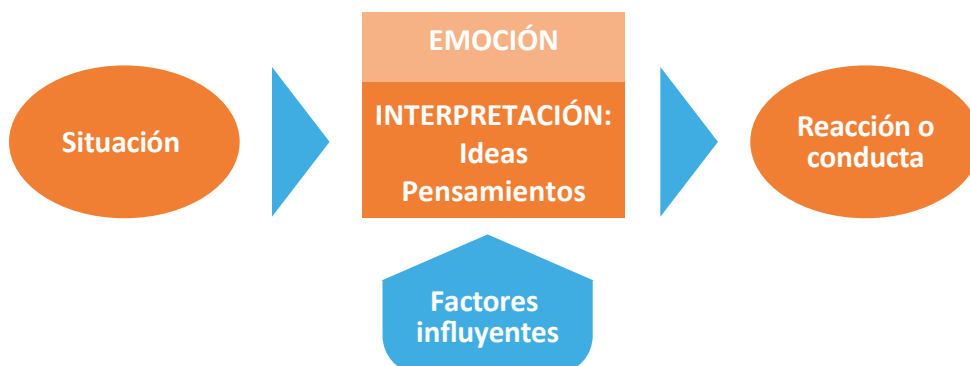 Situación
EMOCIÓN
INTERPRETACIÓN:
Ideas
Pensamientos
Reacción o
conducta
Factores
influyentes